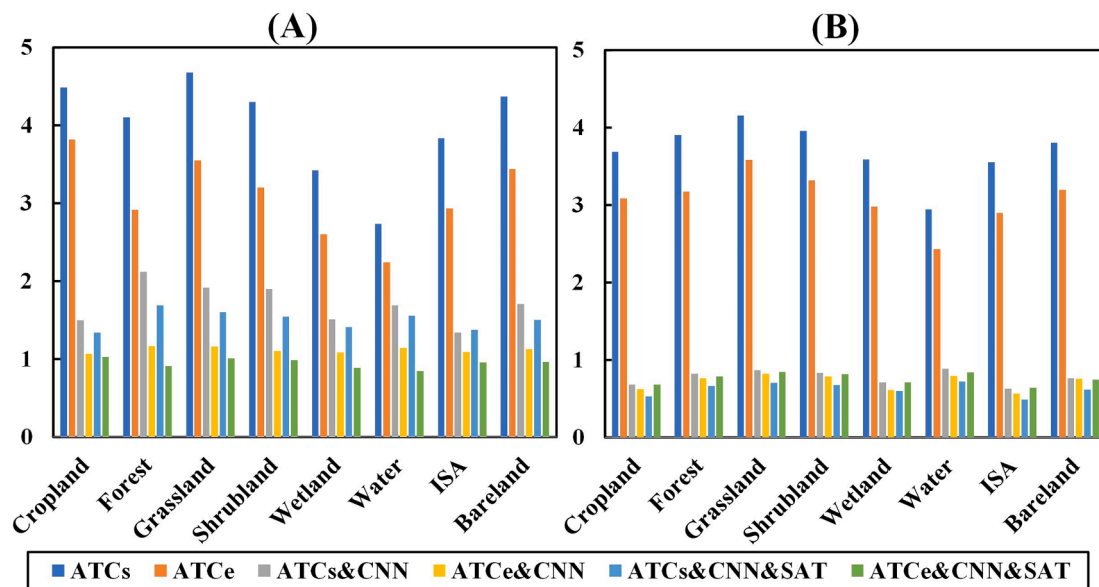 (A)
5
4
3
2
1
0
Cropland
Forest
Grassland
Shrubland
Wetland
Water
ISA
Bareland
(B)
5
4
3
2
1
0
Cropland
Forest
Grassland
Shrubland
Wetland
Water
ISA
Bareland
ATCs ATCe ATCs&CNN ATCe&CNN ATCs&CNN&SAT ATCe&CNN&SAT